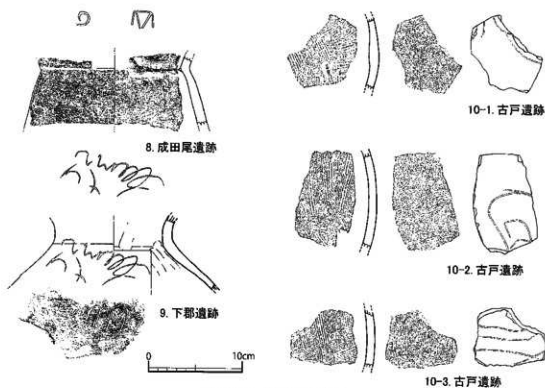 8. 成田尾遺跡
9. 下郡遺跡
0 10cm
10-1. 古戸遺跡
10-2. 古戸遺跡
10-3. 古戸遺跡